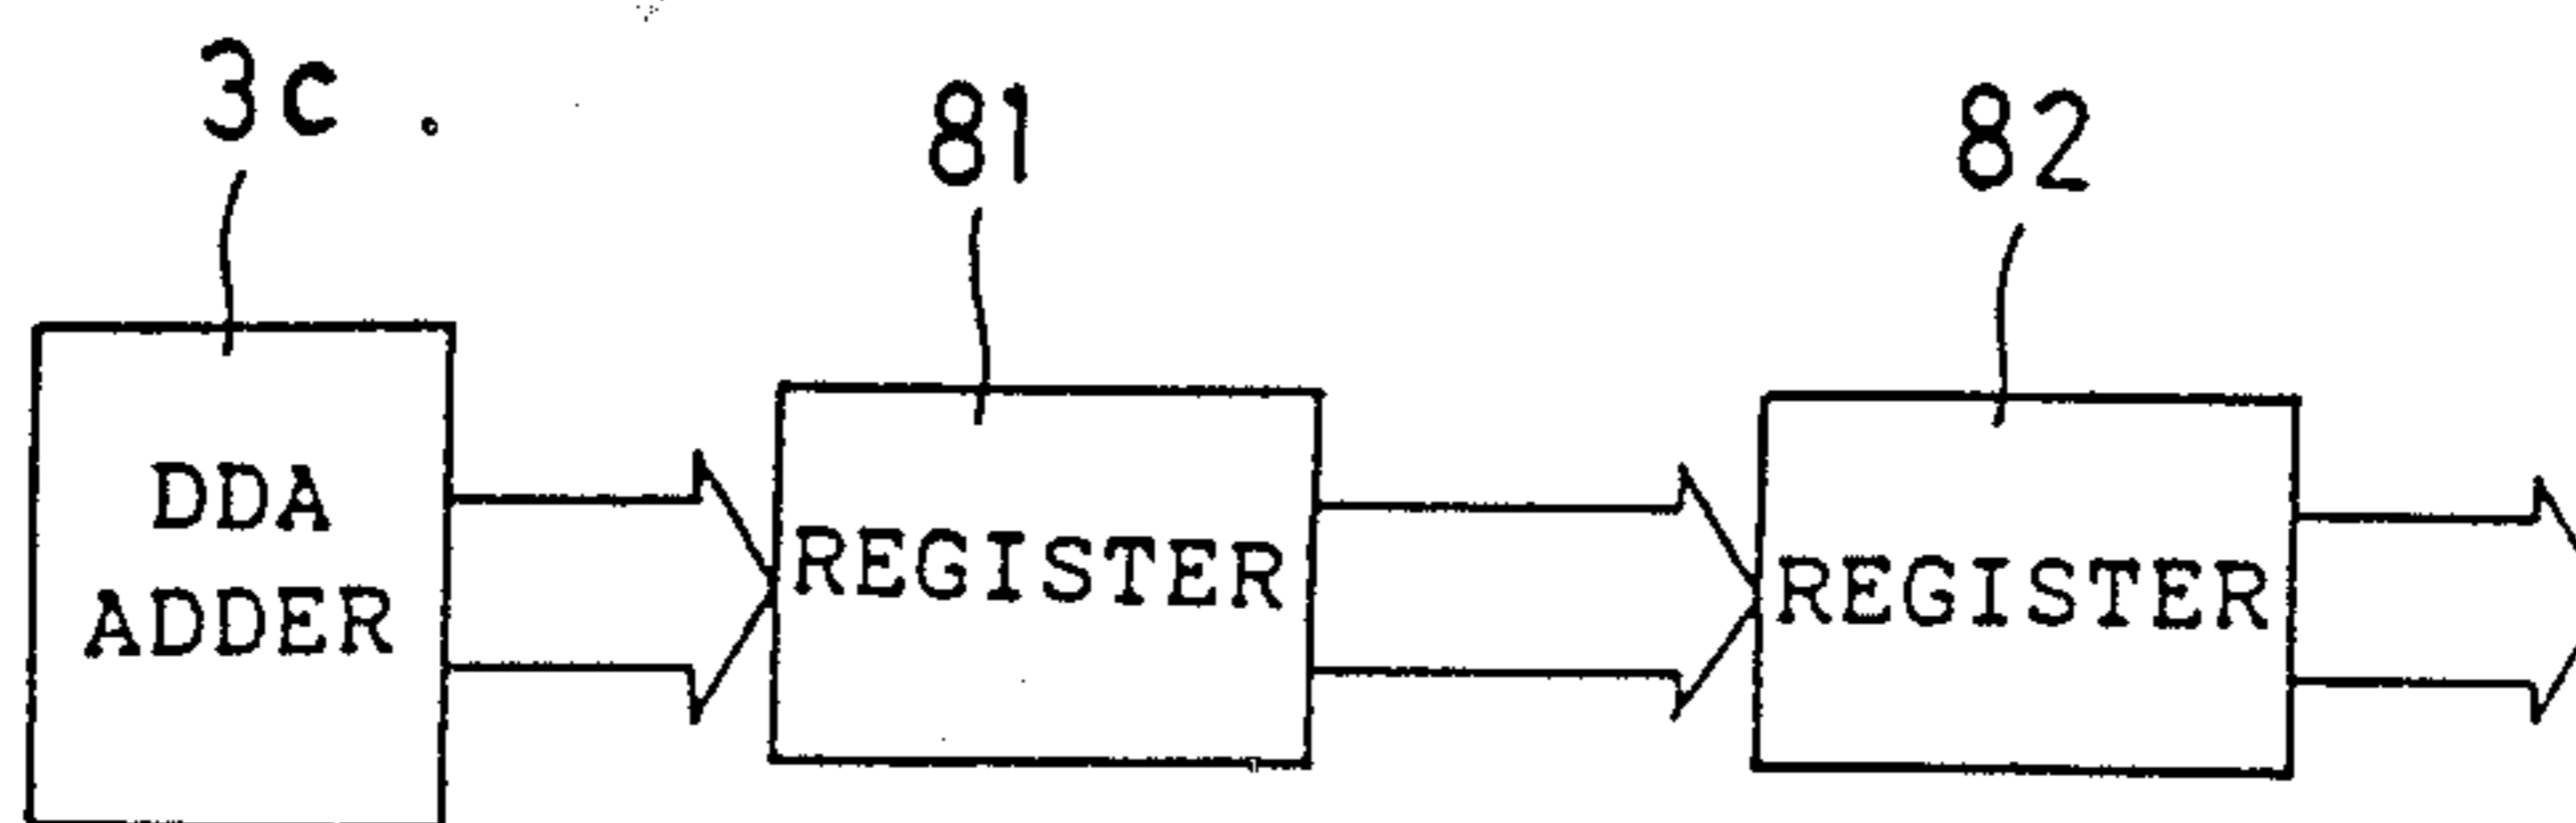 3c
81
82
DDA
ADDER
REGISTER
REGISTER